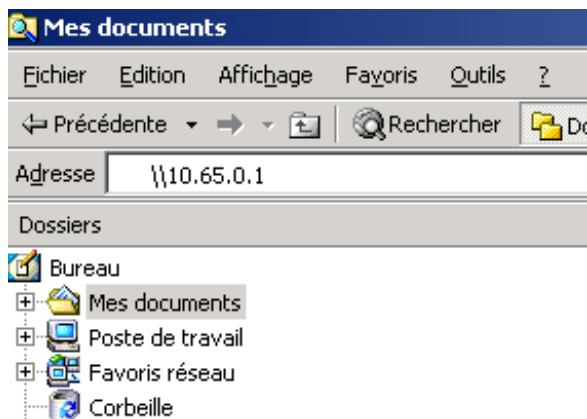 Mes documents
Fichier Edition Affichage Favoris Outils ?
Précédente Rechercher
Adresse \\10.65.0.1
Dossiers
Bureau
Mes documents
Poste de travail
Favoris réseau
Corbeille